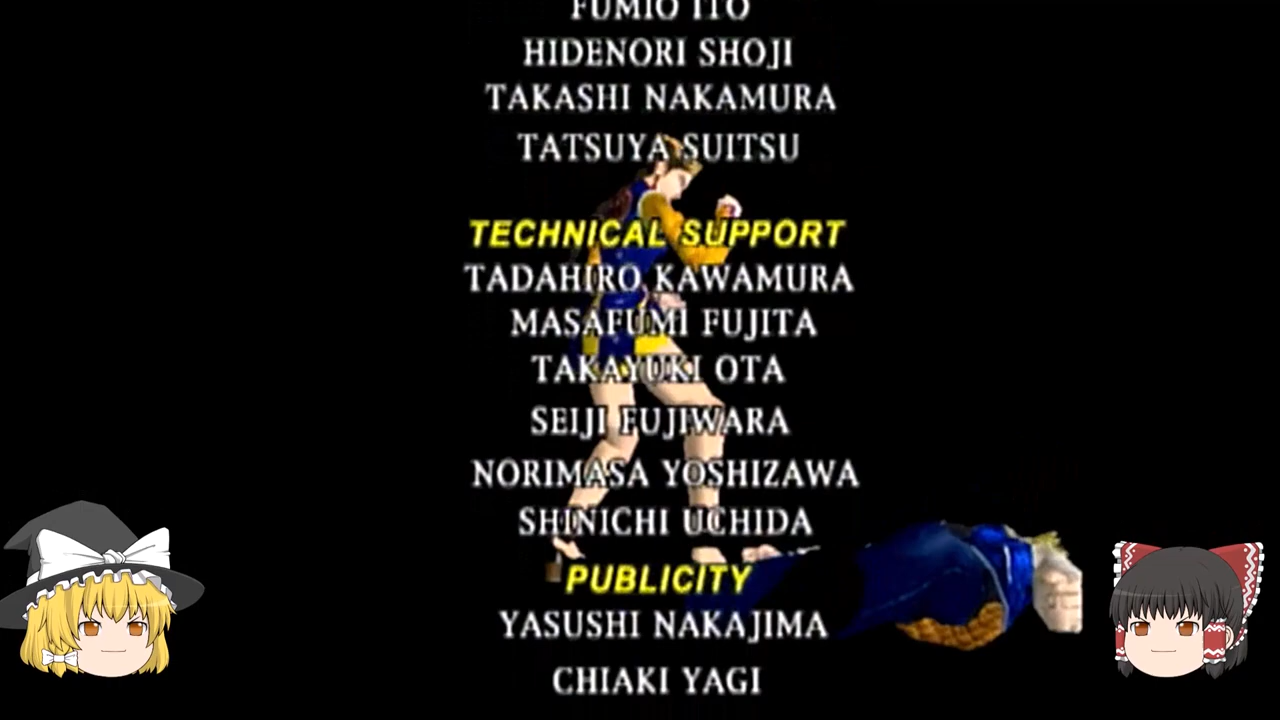 FUMIO ITO
HIDENORI SHOJI
TAKASHI NAKAMURA
TATSUYA SUITSU
TECHNICAL SUPPORT
TADAHIRO KAWAMURA
MASAFUMI FUJITA
TAKAYUKI OTA
SEIJI FUJIWARA
NORIMASA YOSHIZAWA
SHINICHI UCHIDA
PUBLICITY
YASUSHI NAKAJIMA
CHIAKI YAGI